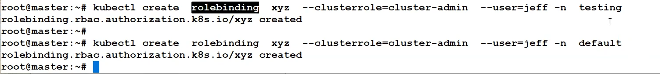 root@master:~# kubectl create rolebinding xyz --clusterrole=cluster-admin --user=jeff -n testing
rolebinding.rbac.authorization.k8s.io/xyz created
root@master:~# kubectl create rolebinding xyz --clusterrole=cluster-admin --user=jeff -n default
rolebinding.rbac.authorization.k8s.io/xyz created
root@master:~#